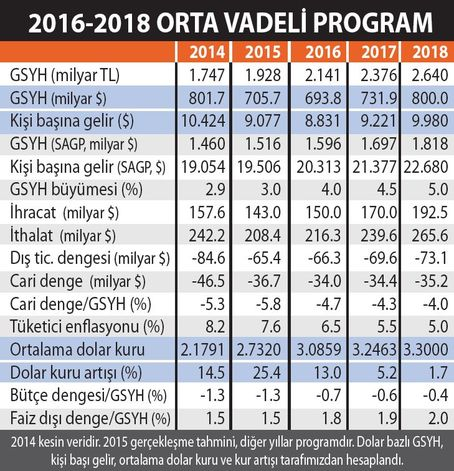 2016-2018 ORTA VADELİ PROGRAM
2014 2015 2016 2017 2018
GSYH (milyar TL) 1.747 1.928 2.141 2.376 2.640
GSYH (milyar $) 801.7 705.7 693.8 731.9 800.0
Kişi başına gelir ($) 10.424 9.077 8.831 9.221 9.980
GSYH (SAGP, milyar $) 1.460 1.516 1.596 1.697 1.818
Kişi başına gelir (SAGP, $) 19.054 19.506 20.313 21.377 22.680
GSYH büyümesi (%) 2.9 3.0 4.0 4.5 5.0
İhracat (milyar $) 157.6 143.0 150.0 170.0 192.5
İthalat (milyar $) 242.2 208.4 216.3 239.6 265.6
Dış tic. dengesi (milyar $) -84.6 -65.4 -66.3 -69.6 -73.1
Cari denge (milyar $) -46.5 -36.7 -34.0 -34.4 -35.2
Cari denge/GSYH (%) -5.3 -5.8 -4.7 -4.3 -4.0
Tüketici enflasyonu (%) 8.2 7.6 6.5 5.5 5.0
Ortalama dolar kuru 2.1791 2.7320 3.0859 3.2463 3.3000
Dolar kuru artışı (%) 14.5 25.4 13.0 5.2 1.7
Bütçe dengesi/GSYH (%) -1.3 -1.3 -0.7 -0.6 -0.4
Faiz dışı denge/GSYH (%) 1.5 1.5 1.8 1.9 2.0
2014 kesin veridir. 2015 gerçekleşme tahmini, diğer yıllar programdır. Dolar bazlı GSYH,
kişi başı gelir, ortalama dolar kuru ve kur artışı tarafımızdan hesaplandı.